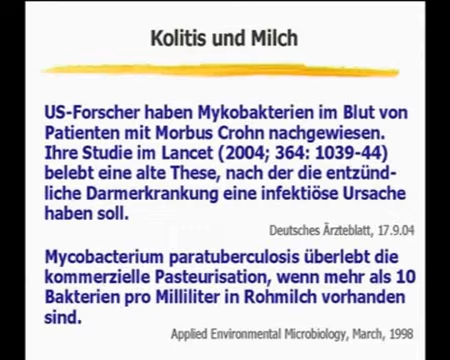 Kolitis und Milch
US-Forscher haben Mykobakterien im Blut von
Patienten mit Morbus Crohn nachgewiesen.
Ihre Studie im Lancet (2004; 364: 1039-44)
belebt eine alte These, nach der die entzünd-
liche Darmerkrankung eine infektiöse Ursache
haben soll.
Deutsches Ärzteblatt, 17.9.04
Mycobacterium paratuberculosis überlebt die
kommerzielle Pasteurisation, wenn mehr als 10
Bakterien pro Milliliter in Rohmilch vorhanden
sind.
Applied Environmental Microbiology, March, 1998